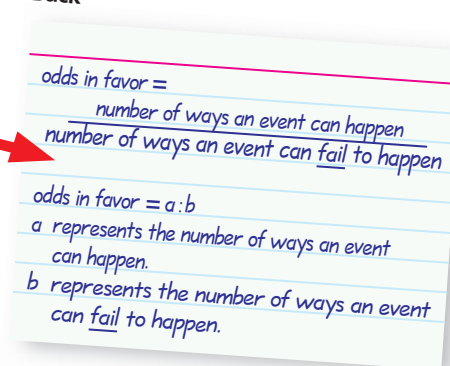 odds in favor =
number of ways an event can happen
number of ways an event can fail to happen
odds in favor = a : b
a represents the number of ways an event
can happen.
b represents the number of ways an event
can fail to happen.